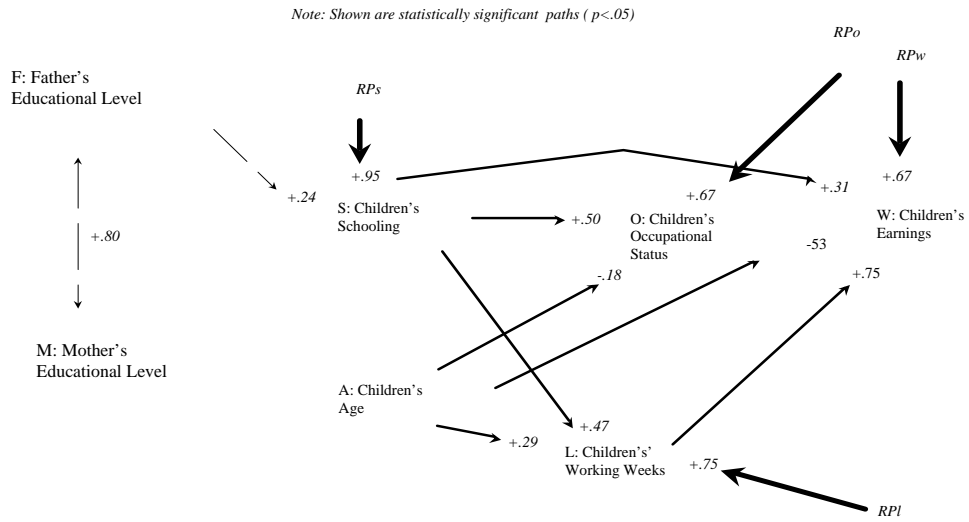 Note: Shown are statistically significant paths ( p<.05)
RPo
RPw
F: Father's
Educational Level
RPs
+.95
+.24
+.67
+.31
+.67
S: Children's
Schooling
+.50
O: Children's
Occupational
Status
W: Children's
Earnings
+.80
-53
-.18
+.75
M: Mother's
Educational Level
A: Children's
Age
+.47
+.29
L: Children's'
Working Weeks
+.75
RPl